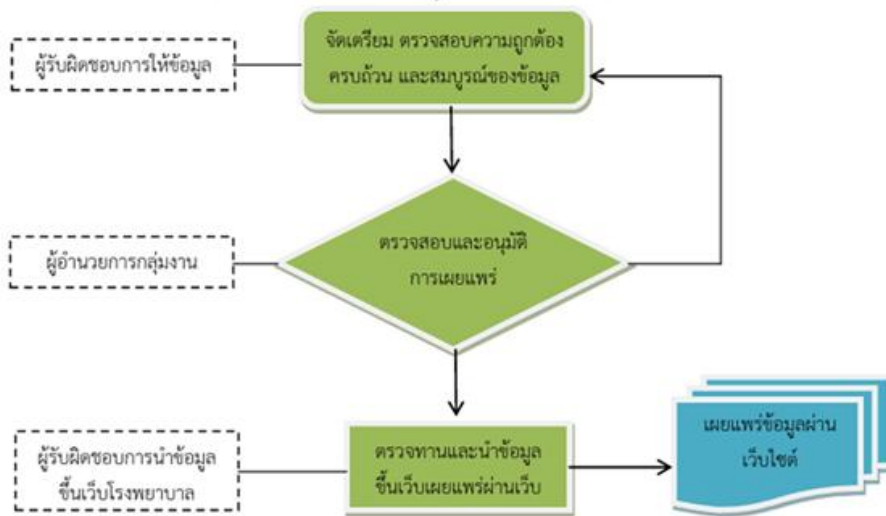 จัดเตรียม ตรวจสอบความถูกต้อง
ครบถ้วน และสมบูรณ์ของข้อมูล
ผู้รับผิดชอบการให้ข้อมูล
ตรวจสอบและอนุมัติ
การเผยแพร่
ผู้อำนวยการกลุ่มงาน
ผู้รับผิดชอบการนำข้อมูล
ขึ้นเว็บโรงพยาบาล
ตรวจทานและนำข้อมูล
ขึ้นเว็บเผยแพร่ผ่านเว็บ
เผยแพร่ข้อมูลผ่าน
เว็บไซต์